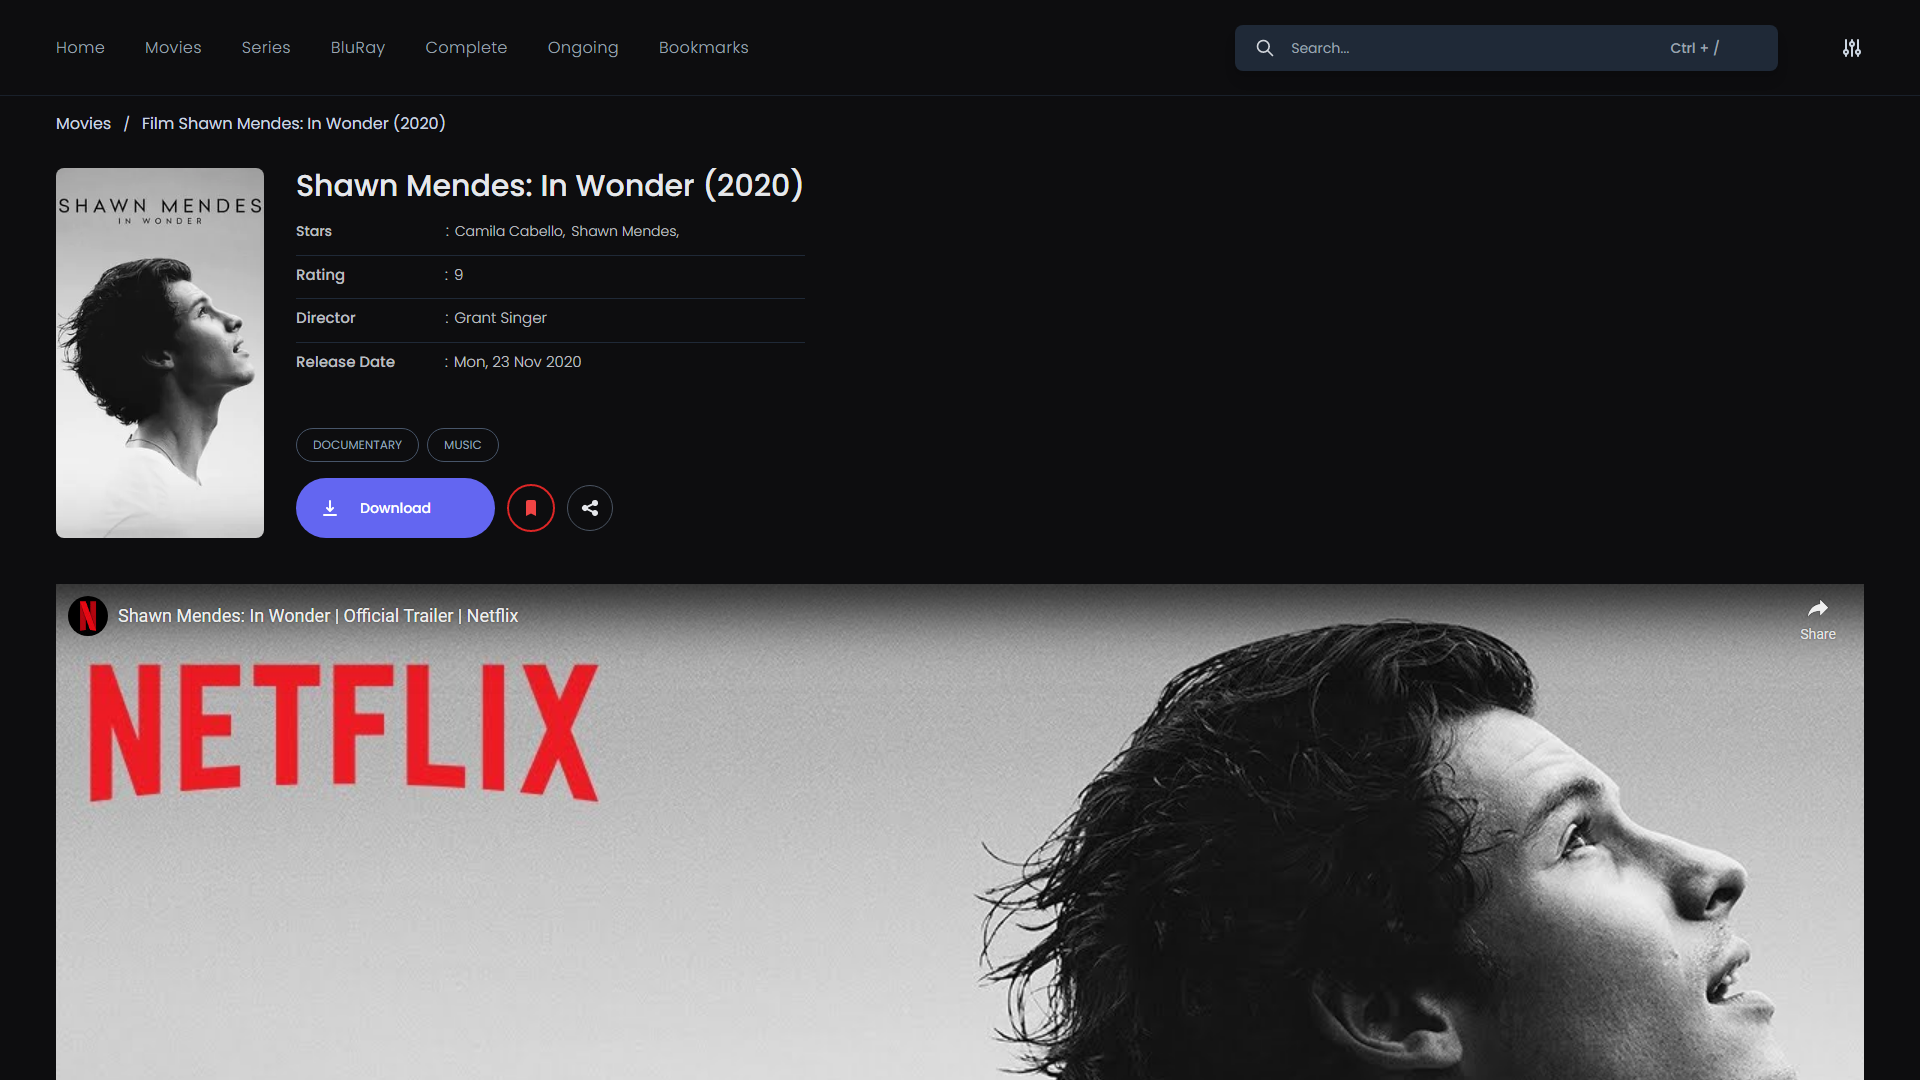 Home Movies Series BluRay Complete Ongoing Bookmarks
Search... Ctrl + /
Movies / Film Shawn Mendes: In Wonder (2020)
SHAWN MENDES
IN WONDER
Shawn Mendes: In Wonder (2020)
Stars : Camila Cabello, Shawn Mendes,
Rating : 9
Director : Grant Singer
Release Date : Mon, 23 Nov 2020
DOCUMENTARY MUSIC
Download
N Shawn Mendes: In Wonder | Official Trailer | Netflix
Share
NETFLIX